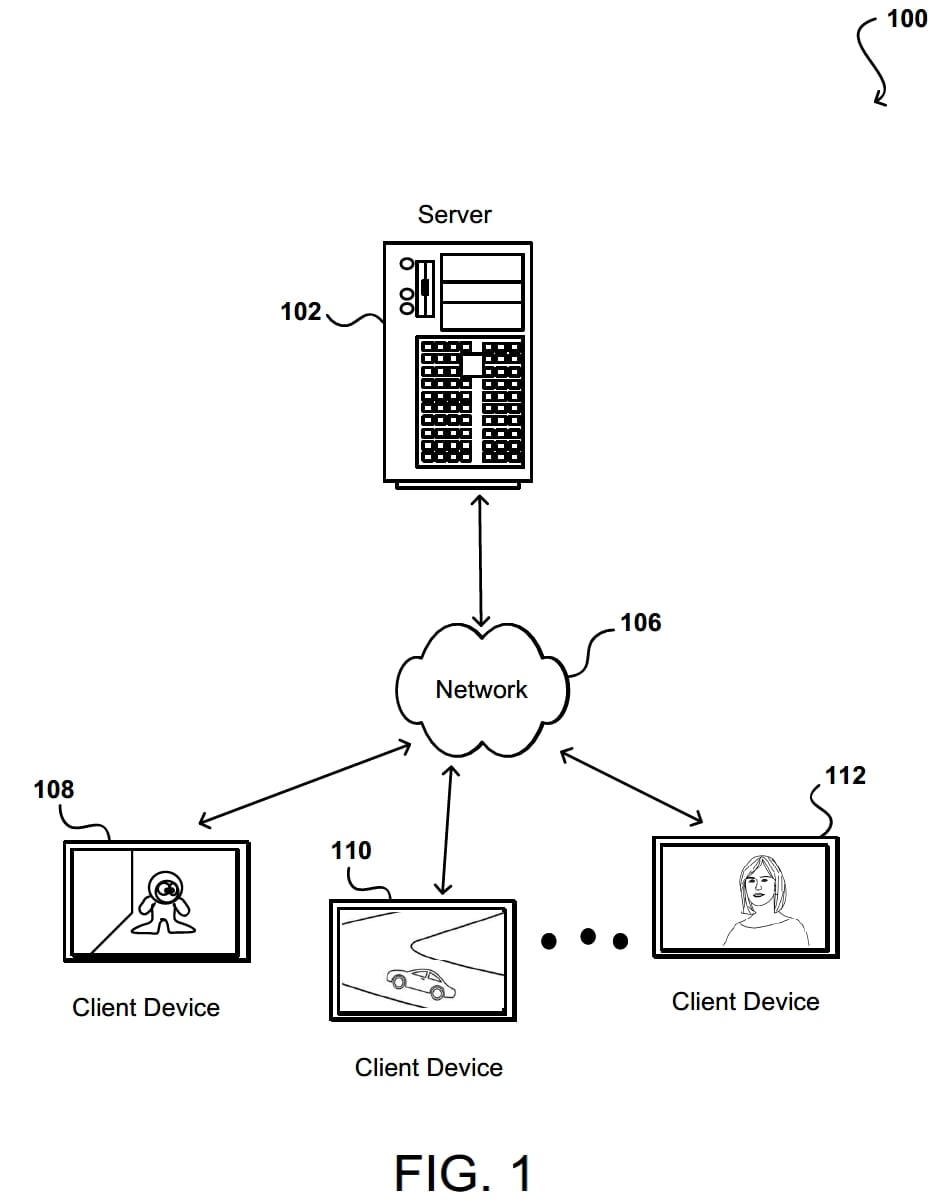 100
Server
102
106
Network
108
112
110
Client Device
Client Device
Client Device
FIG. 1